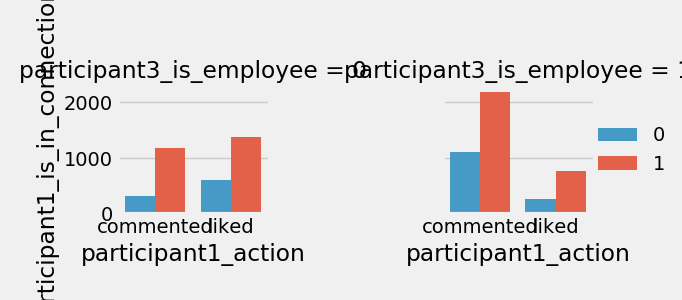 participant3_is_employee = 0
participant3_is_employee = 1
participant1_is_in_connection
2000
1000
0
commented
liked
commented
liked
participant1_action
participant1_action
0
1